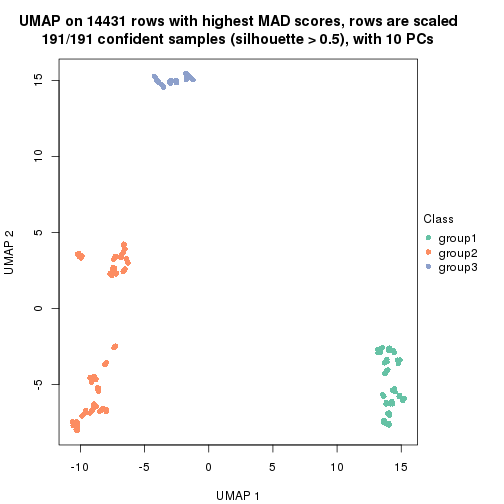 UMAP on 14431 rows with highest MAD scores, rows are scaled
191/191 confident samples (silhouette > 0.5), with 10 PCs
15
10
5
0
-5
UMAP 2
-10
-5
0
5
10
15
UMAP 1
Class
group1
group2
group3